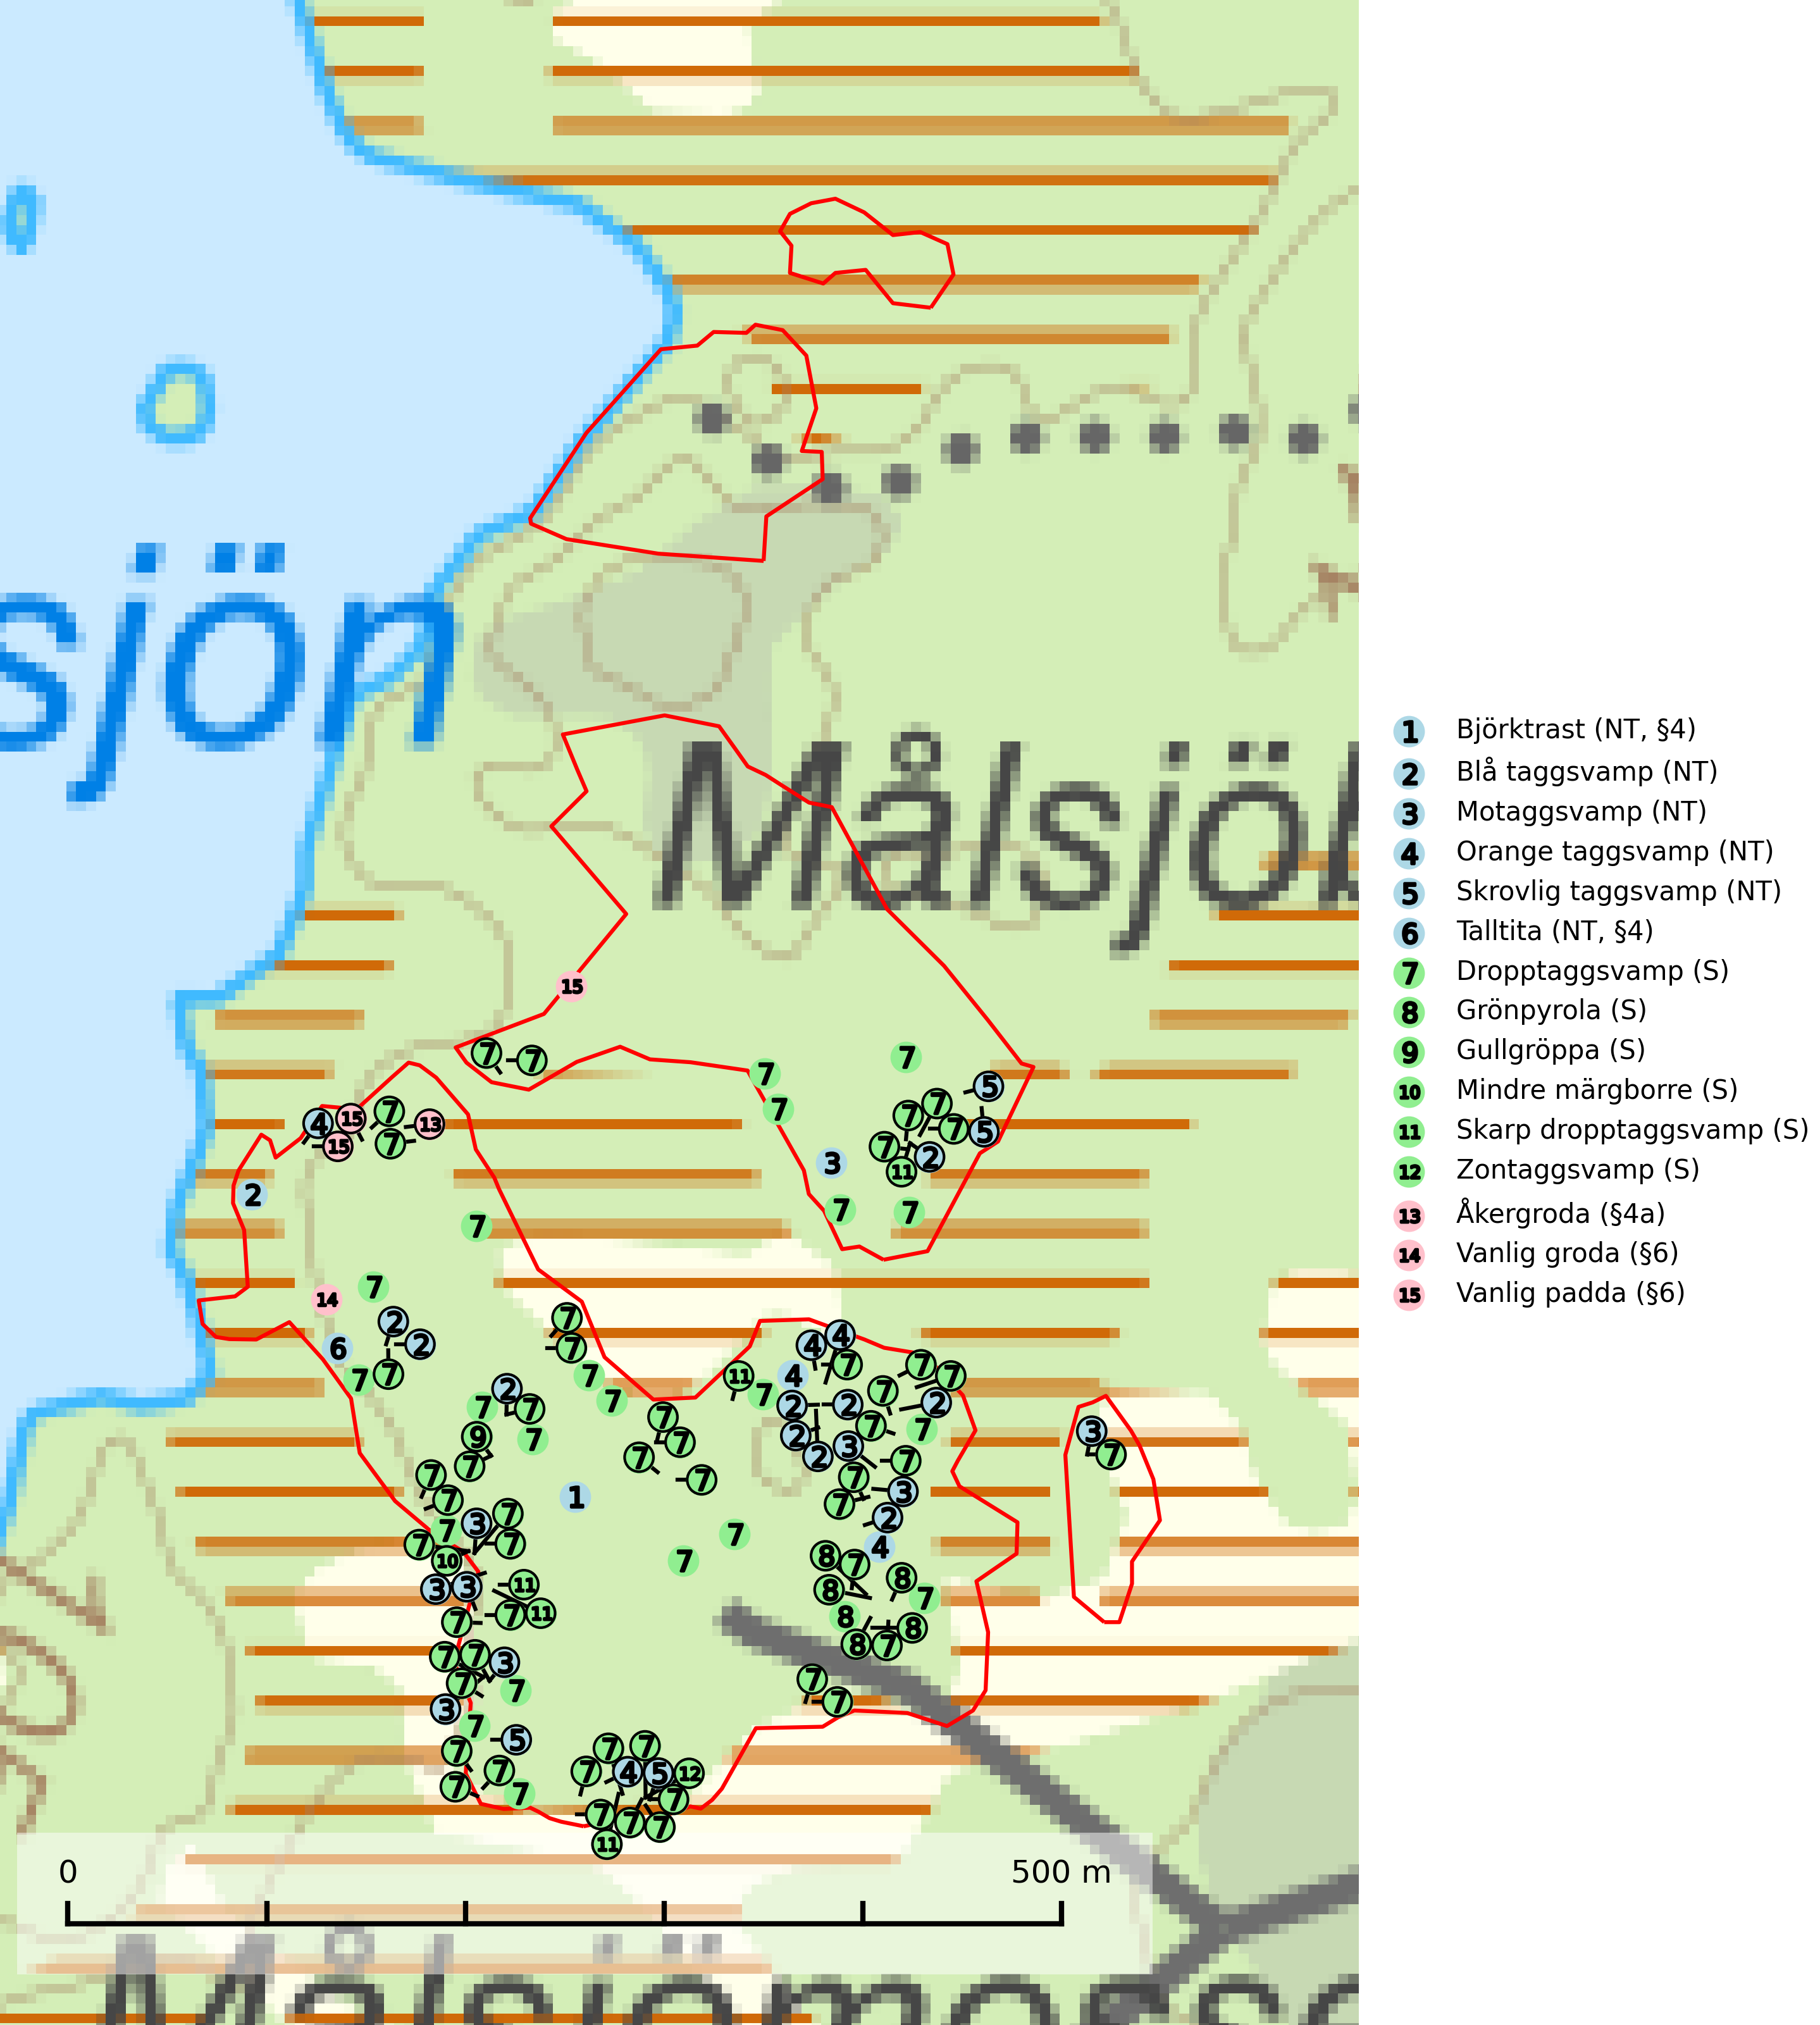 sjön
Målsjö
1 Björktrast (NT, §4)
2 Blå taggsvamp (NT)
3 Motaggsvamp (NT)
4 Orange taggsvamp (NT)
5 Skrovlig taggsvamp (NT)
6 Talltita (NT, §4)
7 Dropptaggsvamp (S)
8 Grönpyrola (S)
9 Gullgröppa (S)
10 Mindre märgborre (S)
11 Skarp dropptaggsvamp (S)
12 Zontaggsvamp (S)
13 Åkergroda (§4a)
14 Vanlig groda (§6)
15 Vanlig padda (§6)
0 500 m